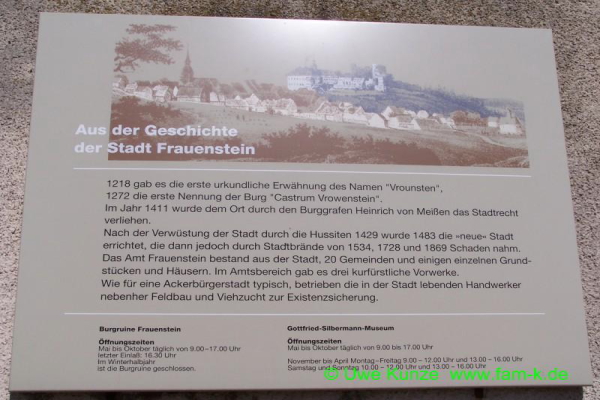 Aus der Geschichte
der Stadt Frauenstein
1218 gab es die erste urkundliche Erwähnung des Namen "Vrounsten",
1272 die erste Nennung der Burg "Castrum Vrowenstein".
Im Jahr 1411 wurde dem Ort durch den Burggrafen Heinrich von Meißen das Stadtrecht
verliehen.
Nach der Verwüstung der Stadt durch die Hussiten 1429 wurde 1483 die »neue« Stadt
errichtet, die dann jedoch durch Stadtbrände von 1534, 1728 und 1869 Schaden nahm.
Das Amt Frauenstein bestand aus der Stadt, 20 Gemeinden und einigen einzelnen Grund-
stücken und Häusern. Im Amtsbereich gab es drei kurfürstliche Vorwerke.
Wie für eine Ackerbürgerstadt typisch, betrieben die in der Stadt lebenden Handwerker
nebenher Feldbau und Viehzucht zur Existenzsicherung.
Burgruine Frauenstein
Öffnungszeiten
Mai bis Oktober täglich von 9.00–17.00 Uhr
letzter Einlaß: 16.30 Uhr
Im Winterhalbjahr
ist die Burgruine geschlossen.
Gottfried-Silbermann-Museum
Öffnungszeiten
Mai bis Oktober täglich von 9.00 bis 17.00 Uhr
November bis April Montag–Freitag 9.00 – 12.00 Uhr und 13.00 – 16.00 Uhr
Samstag und Sonntag 10.00 – 12.00 Uhr und 13.00 – 16.00 Uhr
© Uwe Kunze www.fam-k.de